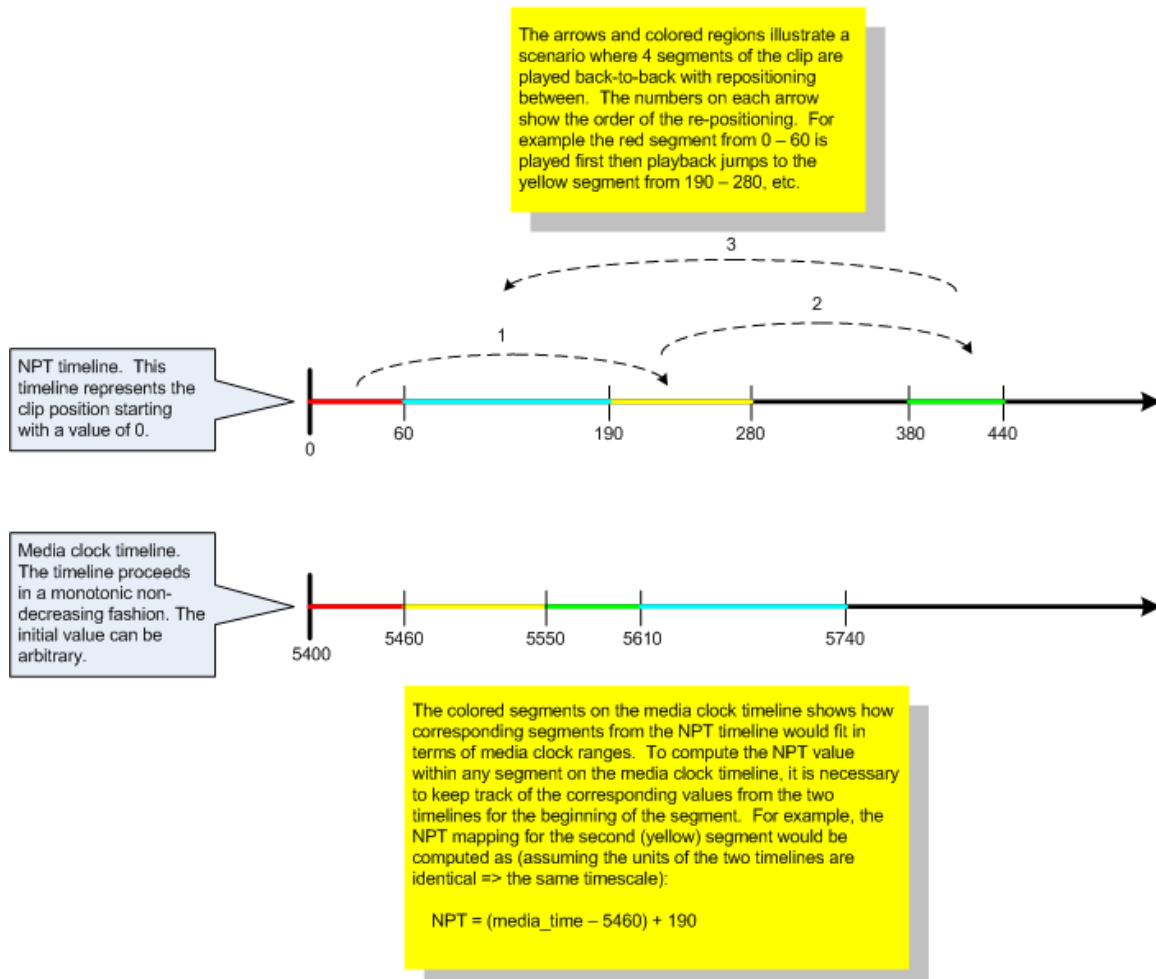 The arrows and colored regions illustrate a
scenario where 4 segments of the clip are
played back-to-back with repositioning
between.  The numbers on each arrow
show the order of the re-positioning.  For
example the red segment from 0 – 60 is
played first then playback jumps to the
yellow segment from 190 – 280, etc.
3
2
1
NPT timeline.  This
timeline represents the
clip position starting
with a value of 0.
0
60
190
280
380
440
Media clock timeline.
The timeline proceeds
in a monotonic non-
decreasing fashion. The
initial value can be
arbitrary.
5400
5460
5550
5610
5740
The colored segments on the media clock timeline shows how
corresponding segments from the NPT timeline would fit in
terms of media clock ranges.  To compute the NPT value
within any segment on the media clock timeline, it is necessary
to keep track of the corresponding values from the two
timelines for the beginning of the segment.  For example, the
NPT mapping for the second (yellow) segment would be
computed as (assuming the units of the two timelines are
identical => the same timescale):
NPT = (media_time – 5460) + 190